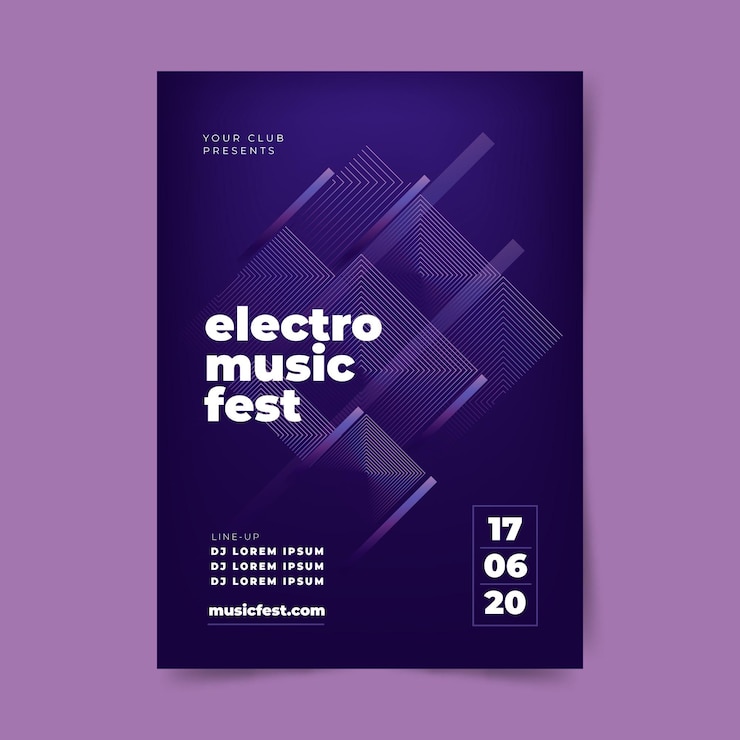 YOUR CLUB
PRESENTS
electro
music
fest
LINE-UP
DJ LOREM IPSUM
DJ LOREM IPSUM
DJ LOREM IPSUM
musicfest.com
17
06
20